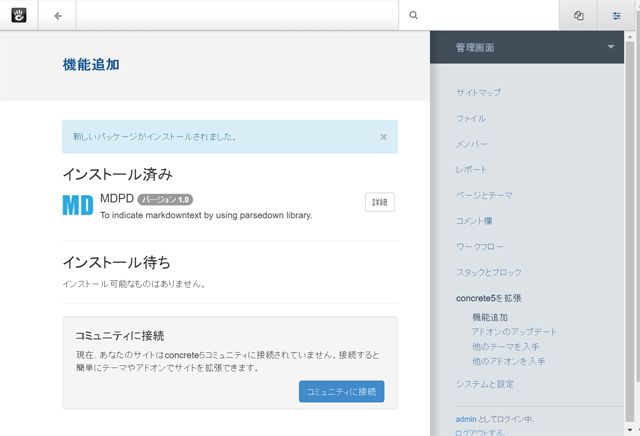 機能追加
新しいパッケージがインストールされました。
×
インストール済み
MD
MDPD バージョン 1.0
To indicate markdowntext by using parsedown library.
詳細
インストール待ち
インストール可能なものはありません。
コミュニティに接続
現在、あなたのサイトはconcrete5コミュニティに接続されていません。接続すると
簡単にテーマやアドオンでサイトを拡張できます。
コミュニティに接続
管理画面
サイトマップ
ファイル
メンバー
レポート
ページとテーマ
コメント欄
ワークフロー
スタックとブロック
concrete5を拡張
機能追加
アドオンのアップデート
他のテーマを入手
他のアドオンを入手
システムと設定
admin としてログイン中.
ログアウトする.